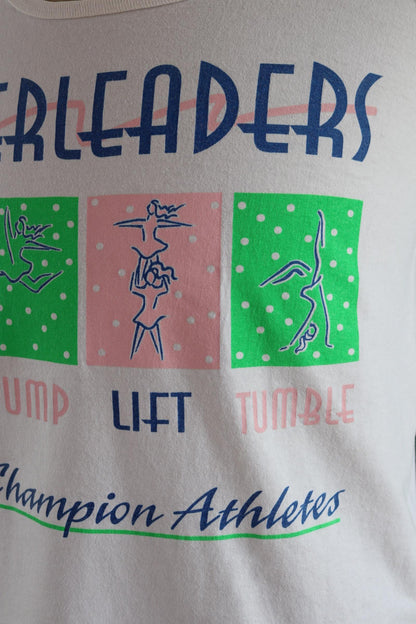 ERLEADERS
UMP LIFT TUMBLE
Champion Athletes